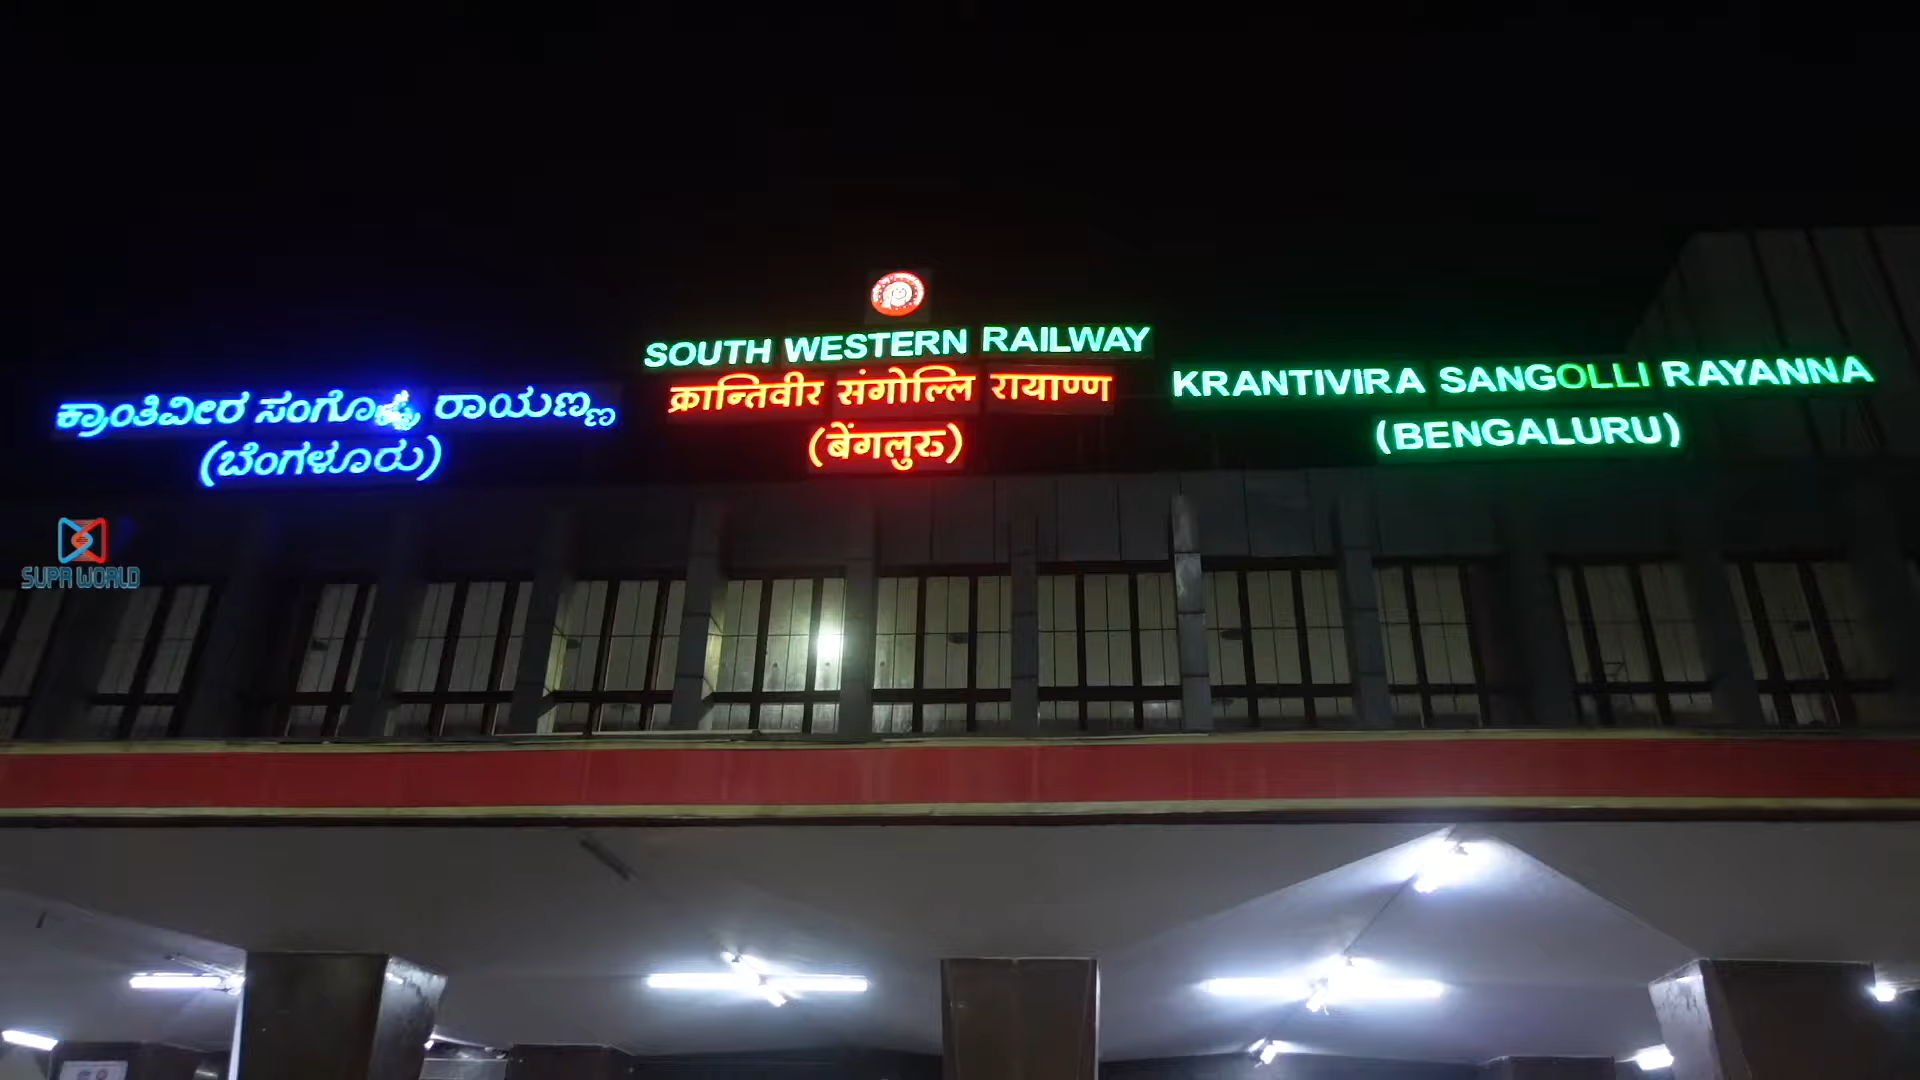 SOUTH WESTERN RAILWAY
ಕ್ರಾಂತಿವೀರ ಸಂಗೊಳ್ಳಿ ರಾಯಣ್ಣ
(ಬೆಂಗಳೂರು)
क्रान्तिवीर संगोल्लि रायाण्ण
(बेंगलुरु)
KRANTIVIRA SANGOLLI RAYANNA
(BENGALURU)
SUPA WORLD